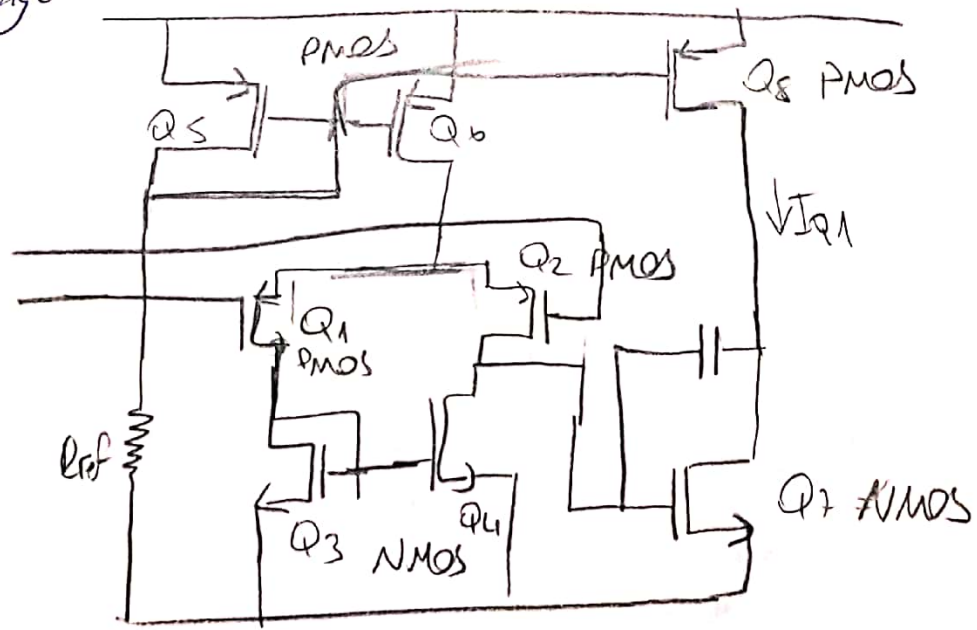 PMOS
Q8 PMOS
Q5
Q6
IQ1
Q2 PMOS
Q1
PMOS
Rref
Q3
NMOS
Q4
Q7 NMOS